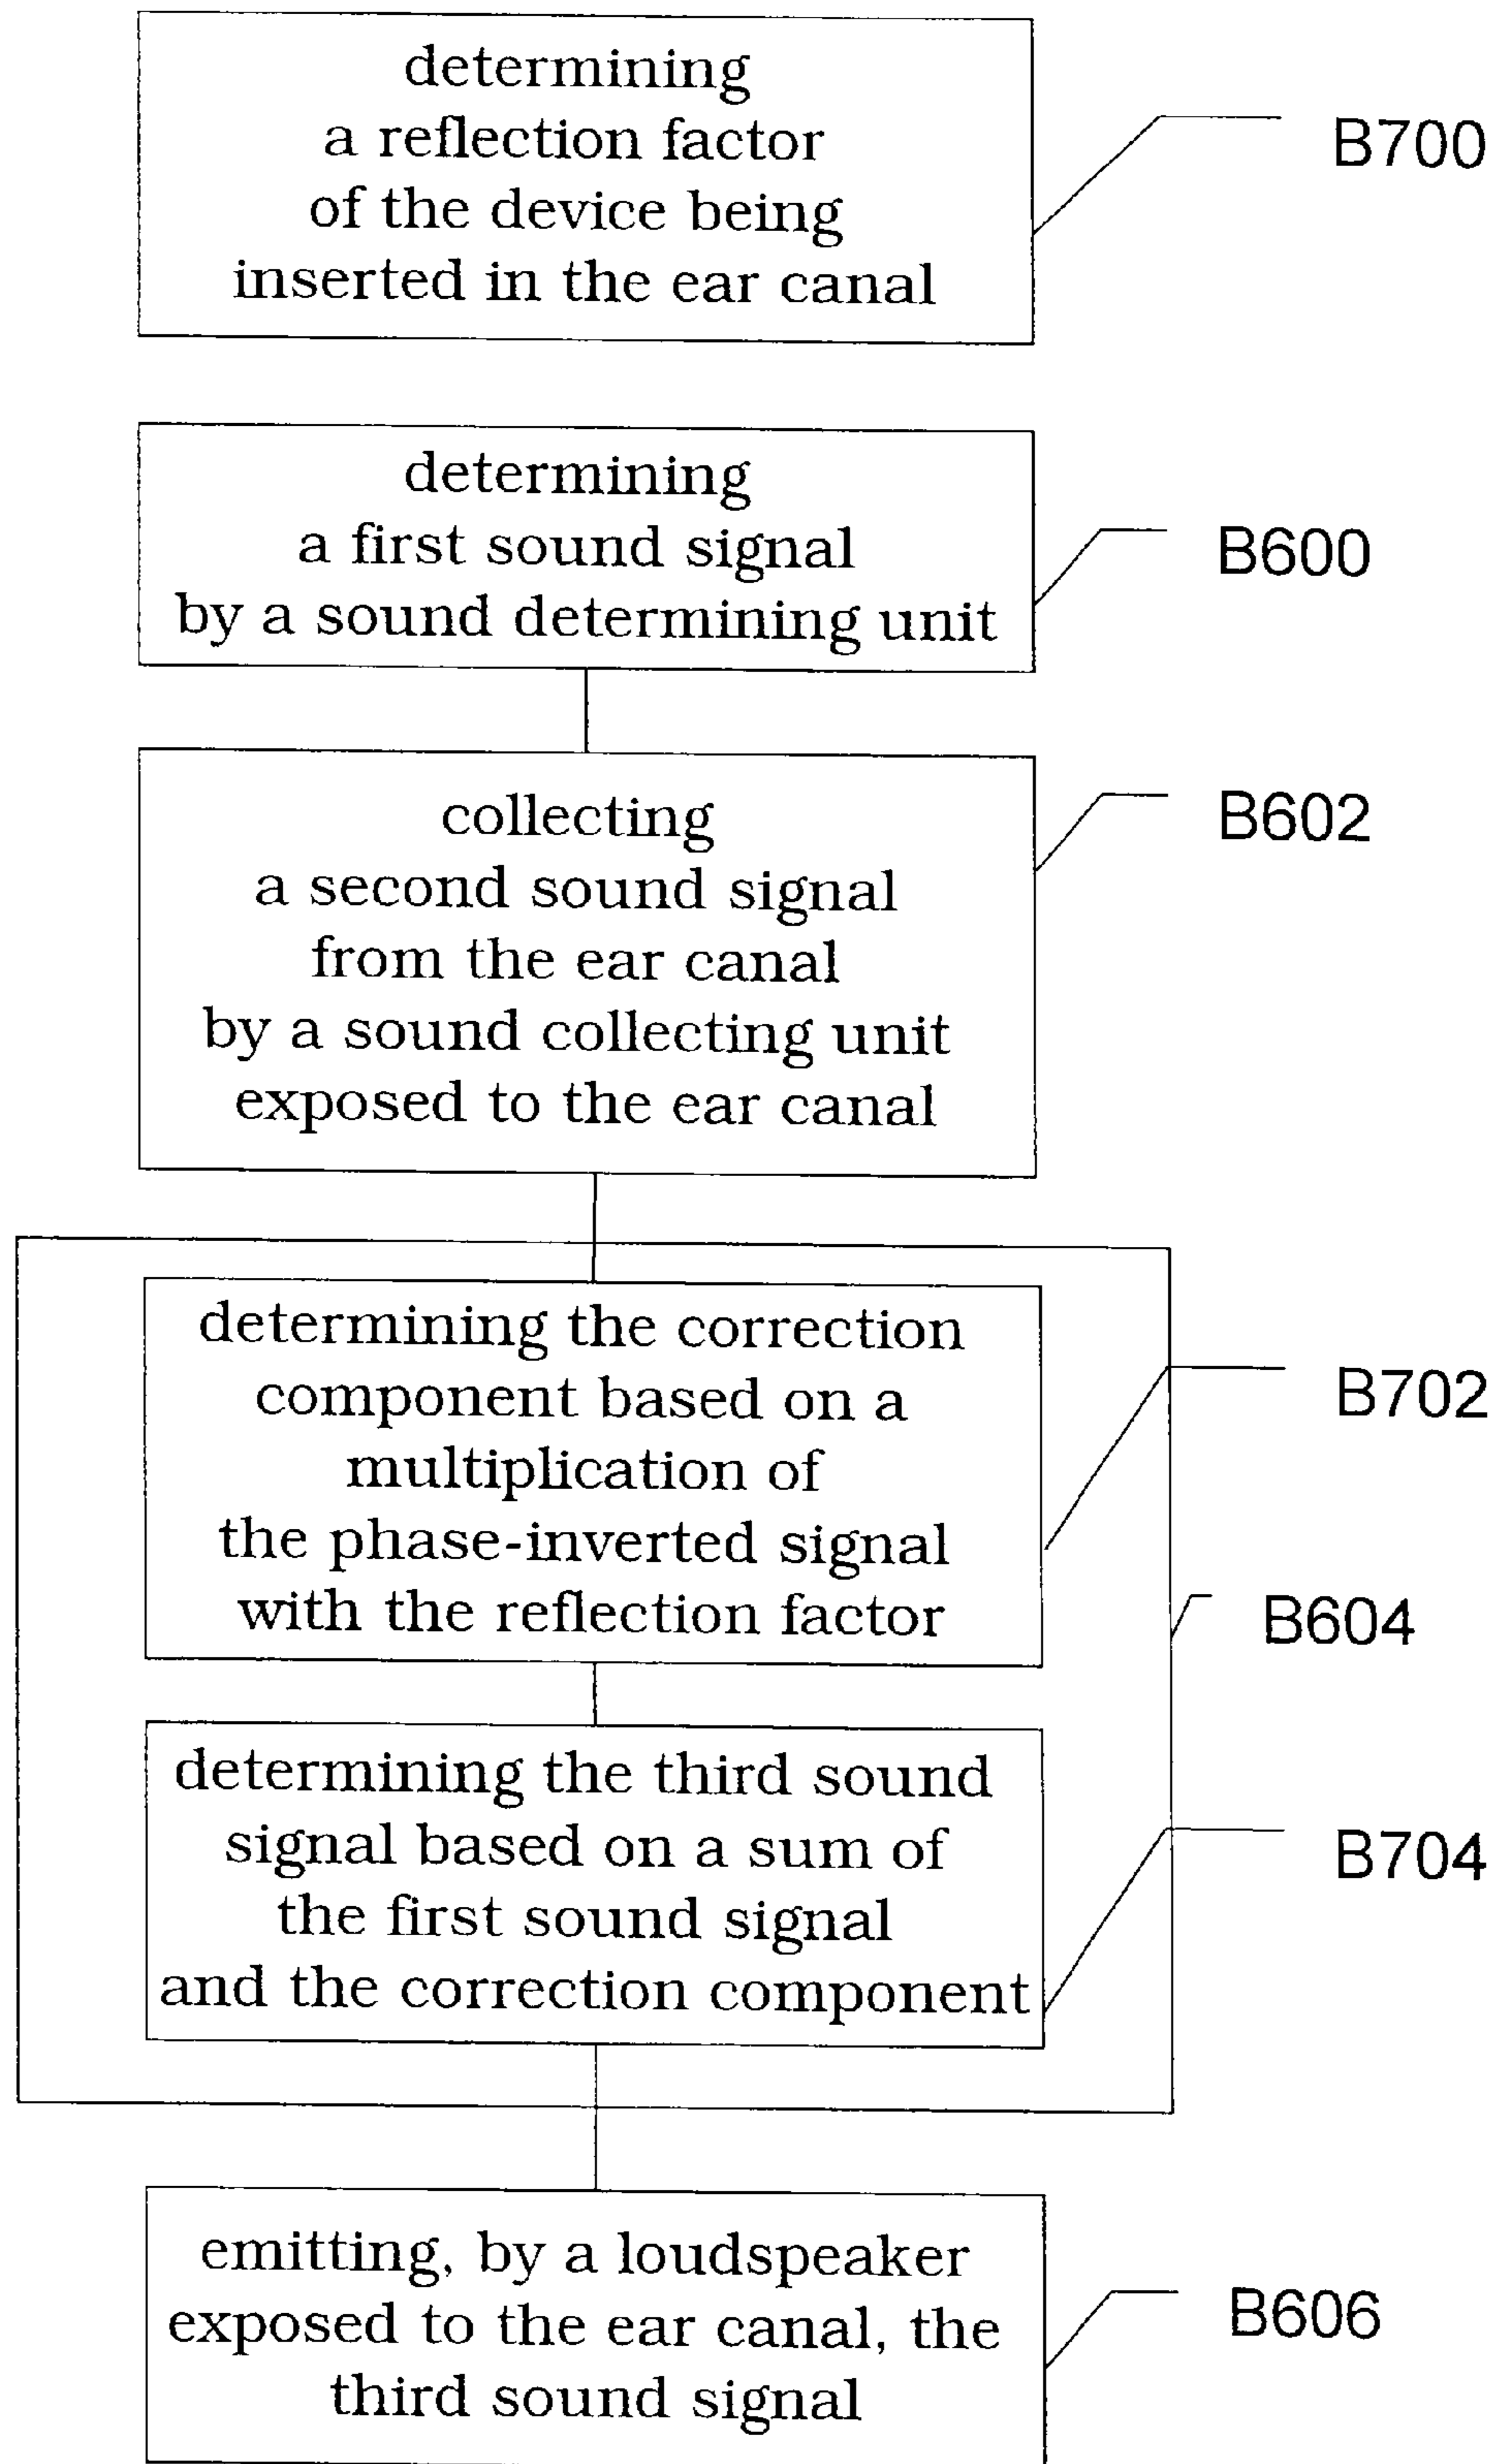 determining
a reflection factor
of the device being
inserted in the ear canal
B700
determining
a first sound signal
by a sound determining unit
B600
collecting
a second sound signal
from the ear canal
by a sound collecting unit
exposed to the ear canal
B602
determining the correction
component based on a
multiplication of
the phase-inverted signal
with the reflection factor
B702
B604
determining the third sound
signal based on a sum of
the first sound signal
and the correction component
B704
emitting, by a loudspeaker
exposed to the ear canal, the
third sound signal
B606